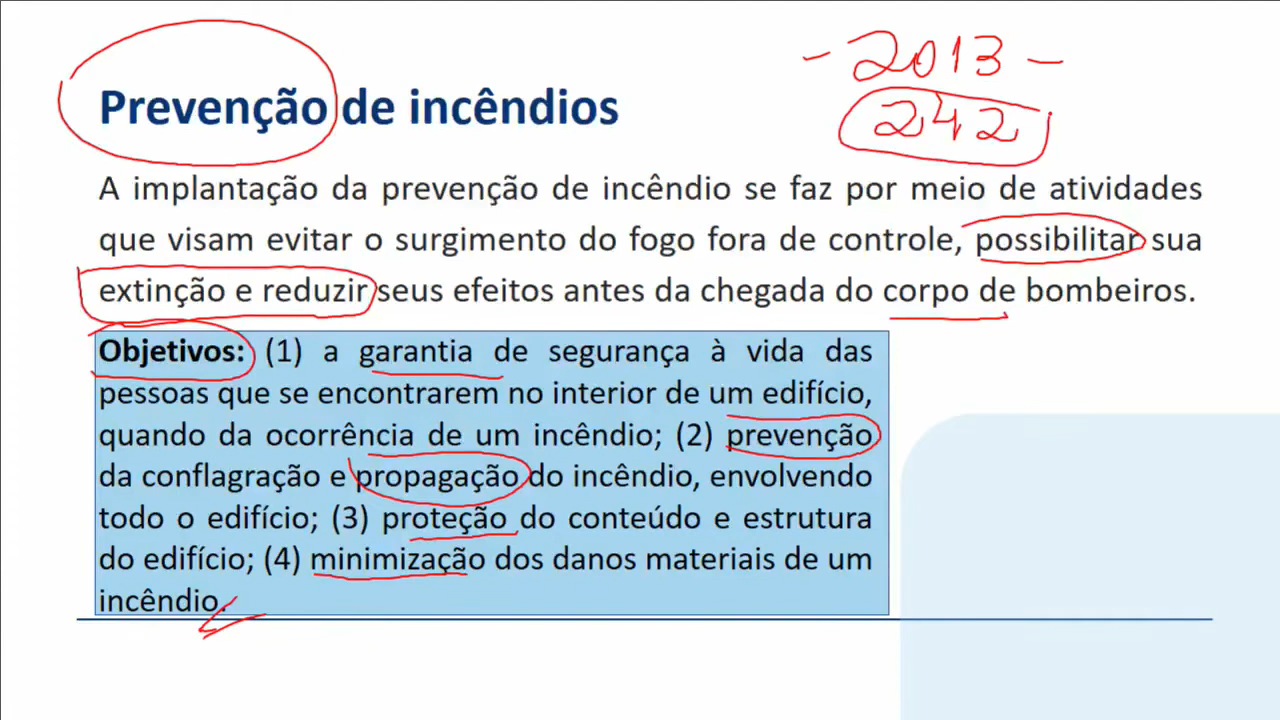 - 2013 -
242
Prevenção de incêndios
A implantação da prevenção de incêndio se faz por meio de atividades
que visam evitar o surgimento do fogo fora de controle, possibilitar sua
extinção e reduzir seus efeitos antes da chegada do corpo de bombeiros.
Objetivos: (1) a garantia de segurança à vida das
pessoas que se encontrarem no interior de um edifício,
quando da ocorrência de um incêndio; (2) prevenção
da conflagração e propagação do incêndio, envolvendo
todo o edifício; (3) proteção do conteúdo e estrutura
do edifício; (4) minimização dos danos materiais de um
incêndio.